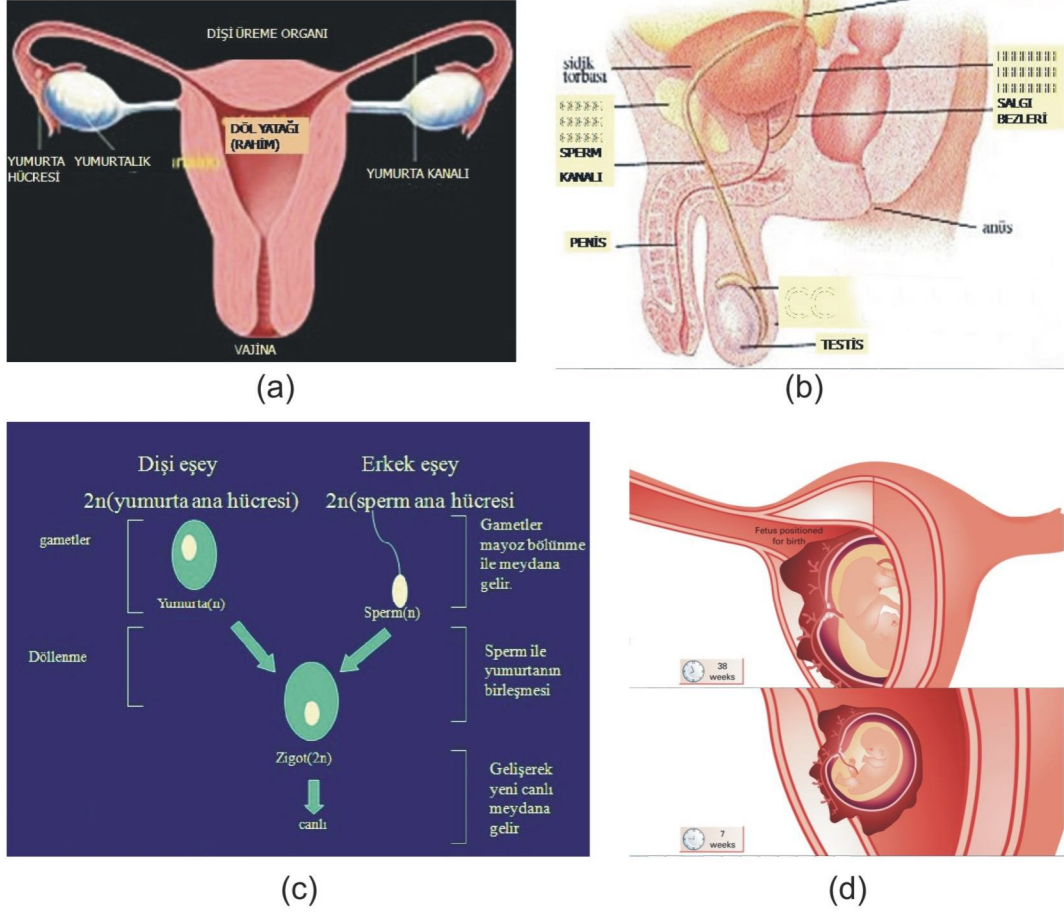 DİŞİ ÜREME ORGANI
DÖL YATAĞI
(RAHİM)
YUMURTA
HÜCRESİ
YUMURTALIK
YUMURTA KANALI
VAJİNA
(a)
sidik
torbası
SPERM
KANALI
SALGI
BEZLERİ
PENİS
anüs
TESTİS
(b)
Dişi eşey
Erkek eşey
2n(yumurta ana hücresi)
2n(sperm ana hücresi
gametler
Yumurta(n)
Sperm(n)
Gametler
mayoz bölünme
ile meydana
gelir.
Döllenme
Sperm ile
yumurtanın
birleşmesi
Zigot(2n)
canlı
Gelişerek
yeni canlı
meydana
gelir
(c)
Fetus positioned
for birth
38
weeks
7
weeks
(d)